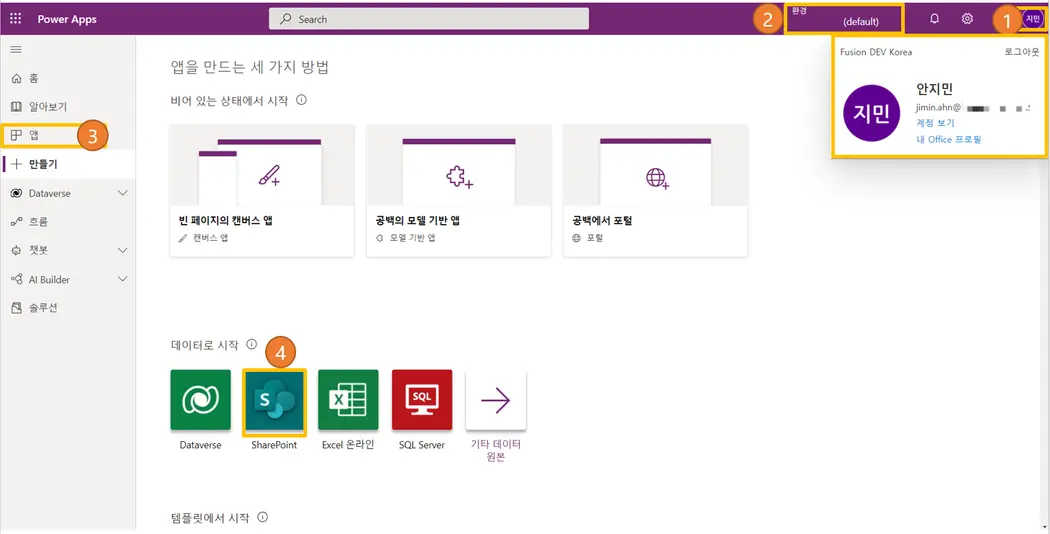 Power Apps
Search
2
환경
(default)
1
지민
Fusion DEV Korea
로그아웃
지민
안지민
jimin.ahn@
계정 보기
내 Office 프로필
홈
알아보기
앱
3
만들기
Dataverse
흐름
챗봇
AI Builder
솔루션
앱을 만드는 세 가지 방법
비어 있는 상태에서 시작
빈 페이지의 캔버스 앱
캔버스 앱
공백의 모델 기반 앱
모델 기반 앱
공백에서 포털
포털
데이터로 시작
4
S
X
SQL
Dataverse
SharePoint
Excel 온라인
SQL Server
기타 데이터
원본
템플릿에서 시작